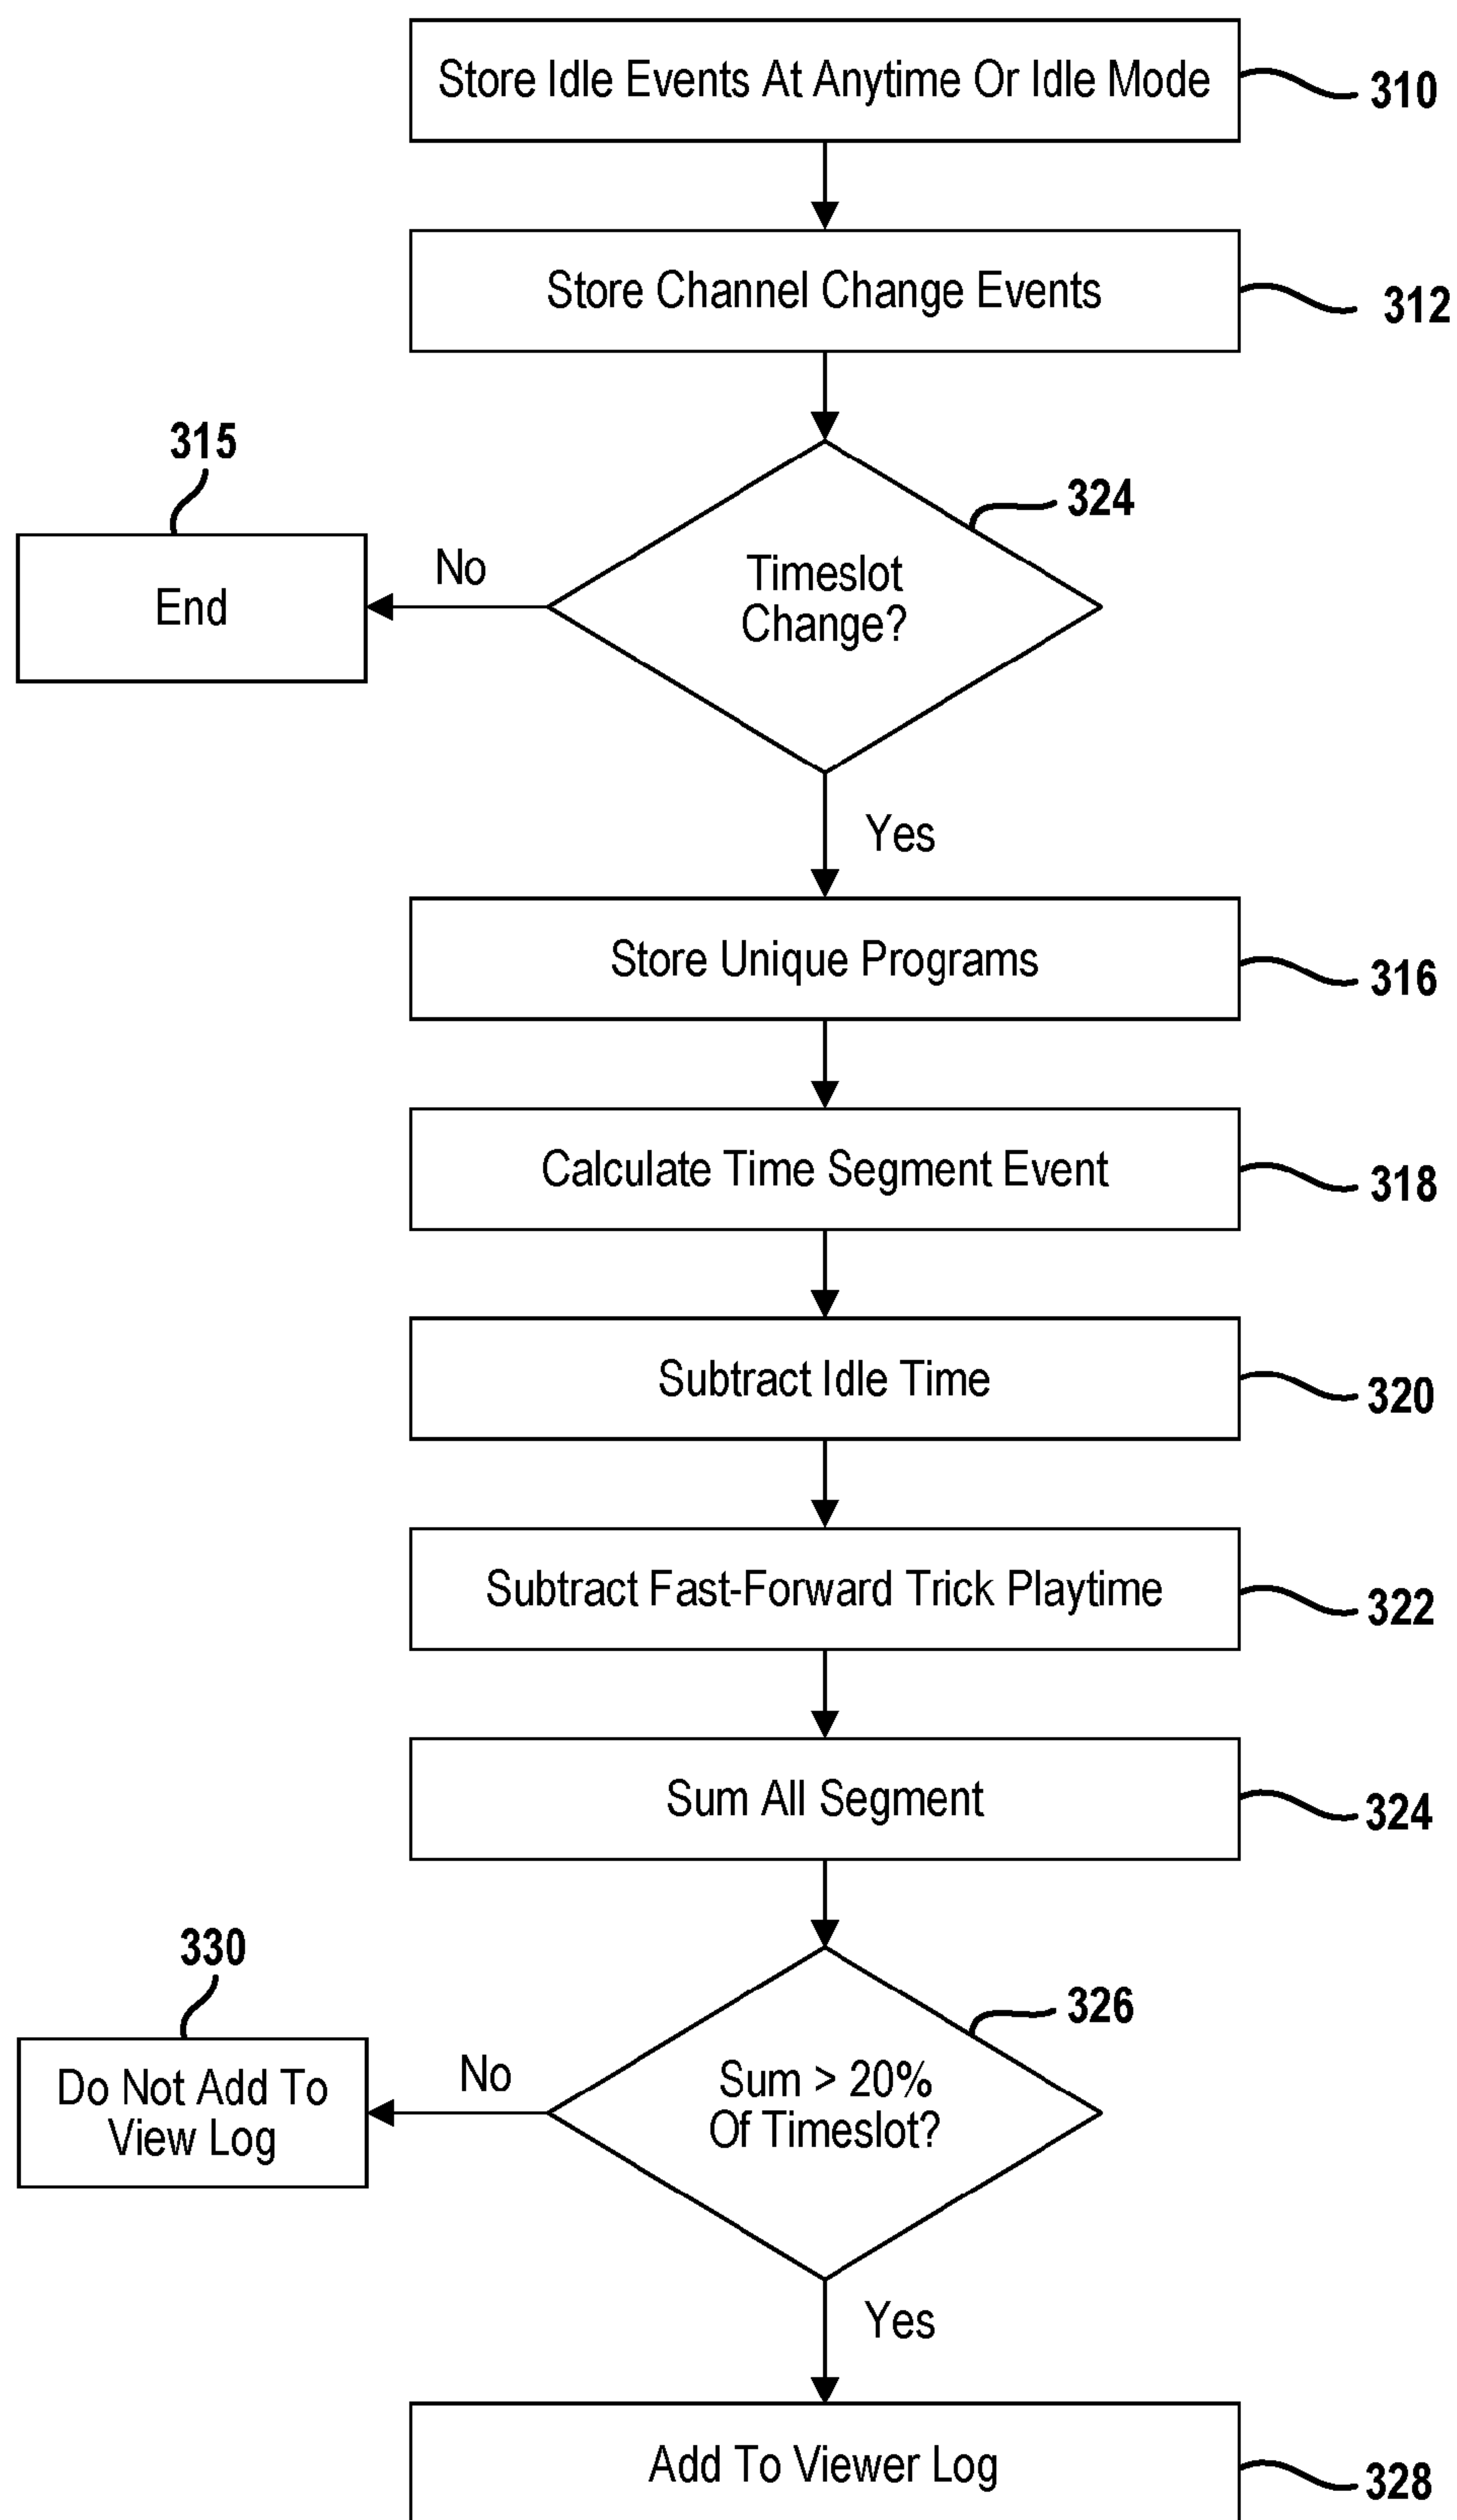 Store Idle Events At Anytime Or Idle Mode
310
Store Channel Change Events
312
315
324
End
No
Timeslot
Change?
Yes
Store Unique Programs
316
Calculate Time Segment Event
318
Subtract Idle Time
320
Subtract Fast-Forward Trick Playtime
322
Sum All Segment
324
330
326
Do Not Add To
View Log
No
Sum > 20%
Of Timeslot?
Yes
Add To Viewer Log
328